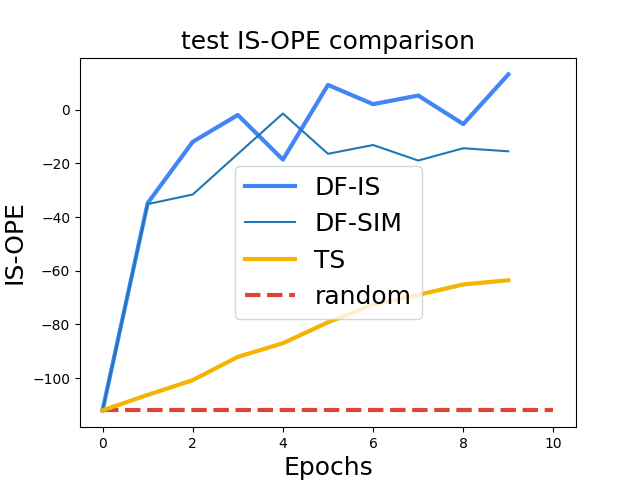 test IS-OPE comparison
IS-OPE
0
−20
−40
−60
−80
−100
DF-IS
DF-SIM
TS
random
0 2 4 6 8 10
Epochs